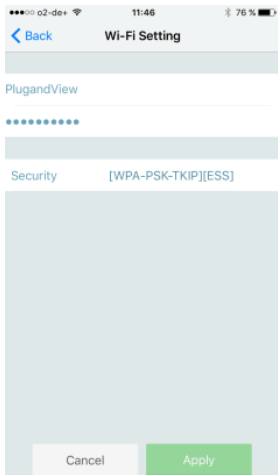 o2-de+ 11:46 76 %
Back Wi-Fi Setting
PlugandView
••••••••••
Security [WPA-PSK-TKIP][ESS]
Cancel Apply